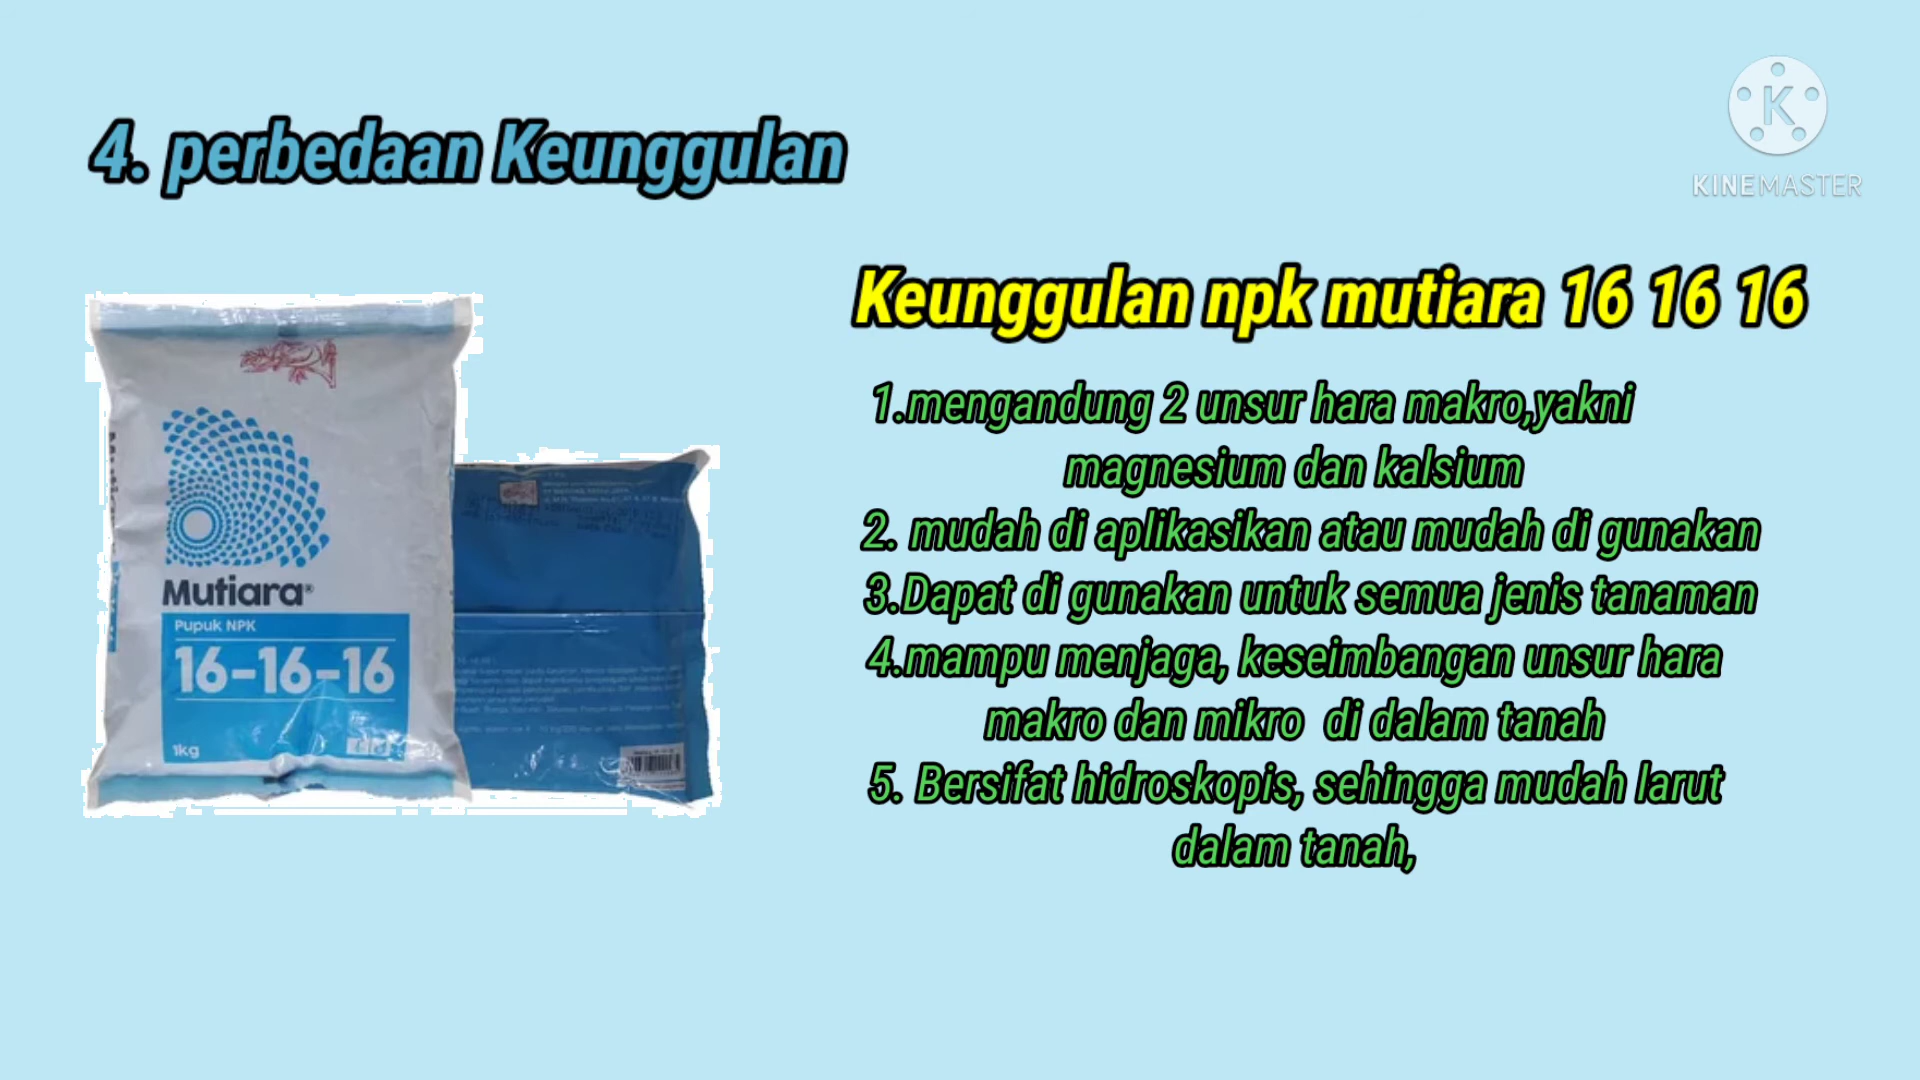 4. perbedaan Keunggulan
KINEMASTER
Keunggulan npk mutiara 16 16 16
1.mengandung 2 unsur hara makro,yakni
magnesium dan kalsium
2. mudah di aplikasikan atau mudah di gunakan
3.Dapat di gunakan untuk semua jenis tanaman
4.mampu menjaga, keseimbangan unsur hara
makro dan mikro di dalam tanah
5. Bersifat hidroskopis, sehingga mudah larut
dalam tanah,
Mutiara®
Pupuk NPK
16-16-16
1kg